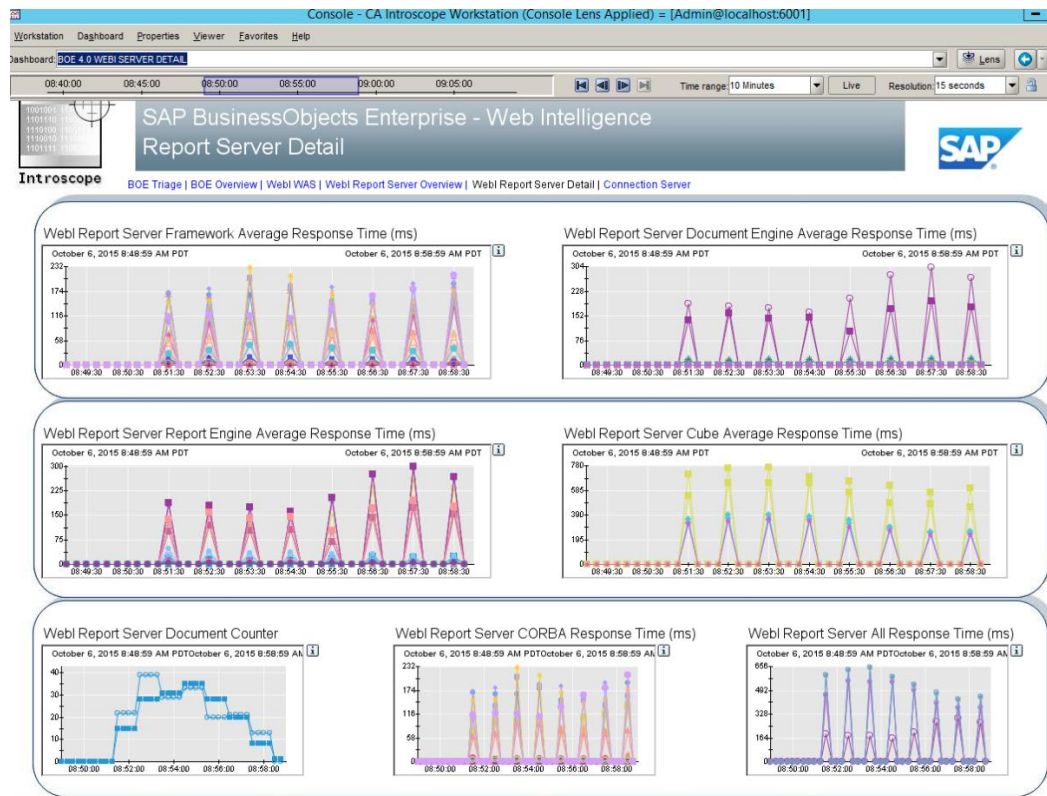 Console - CA Introscope Workstation (Console Lens Applied) = [Admin@localhost:6001]
Workstation Dashboard Properties Viewer Favorites Help
Dashboard: BOE 4.0 WEBI SERVER DETAIL Lens
08:40:00 08:45:00 08:50:00 08:55:00 09:00:00 09:05:00 Time range: 10 Minutes Live Resolution: 15 seconds
SAP BusinessObjects Enterprise - Web Intelligence
Report Server Detail
SAP
Introscope
BOE Triage | BOE Overview | WebI WAS | WebI Report Server Overview | WebI Report Server Detail | Connection Server
WebI Report Server Framework Average Response Time (ms)
October 6, 2015 8:48:59 AM PDT October 6, 2015 8:58:59 AM PDT
232
174
116
58
0
08:49:30 08:50:30 08:51:30 08:52:30 08:53:30 08:54:30 08:55:30 08:56:30 08:57:30 08:58:30
WebI Report Server Document Engine Average Response Time (ms)
October 6, 2015 8:48:59 AM PDT October 6, 2015 8:58:59 AM PDT
304
228
152
76
0
08:49:30 08:50:30 08:51:30 08:52:30 08:53:30 08:54:30 08:55:30 08:56:30 08:57:30 08:58:30
WebI Report Server Report Engine Average Response Time (ms)
October 6, 2015 8:48:59 AM PDT October 6, 2015 8:58:59 AM PDT
300
225
150
75
0
08:49:30 08:50:30 08:51:30 08:52:30 08:53:30 08:54:30 08:55:30 08:56:30 08:57:30 08:58:30
WebI Report Server Cube Average Response Time (ms)
October 6, 2015 8:48:59 AM PDT October 6, 2015 8:58:59 AM PDT
780
585
390
195
0
08:49:30 08:50:30 08:51:30 08:52:30 08:53:30 08:54:30 08:55:30 08:56:30 08:57:30 08:58:30
WebI Report Server Document Counter
October 6, 2015 8:48:59 AM PDT October 6, 2015 8:58:59 AM
40
30
20
10
0
08:50:00 08:52:00 08:54:00 08:56:00 08:58:00
WebI Report Server CORBA Response Time (ms)
October 6, 2015 8:48:59 AM PDT October 6, 2015 8:58:59 AM
232
174
116
58
0
08:50:00 08:52:00 08:54:00 08:56:00 08:58:00
WebI Report Server All Response Time (ms)
October 6, 2015 8:48:59 AM PDT October 6, 2015 8:58:59 AM
656
492
328
164
0
08:50:00 08:52:00 08:54:00 08:56:00 08:58:00